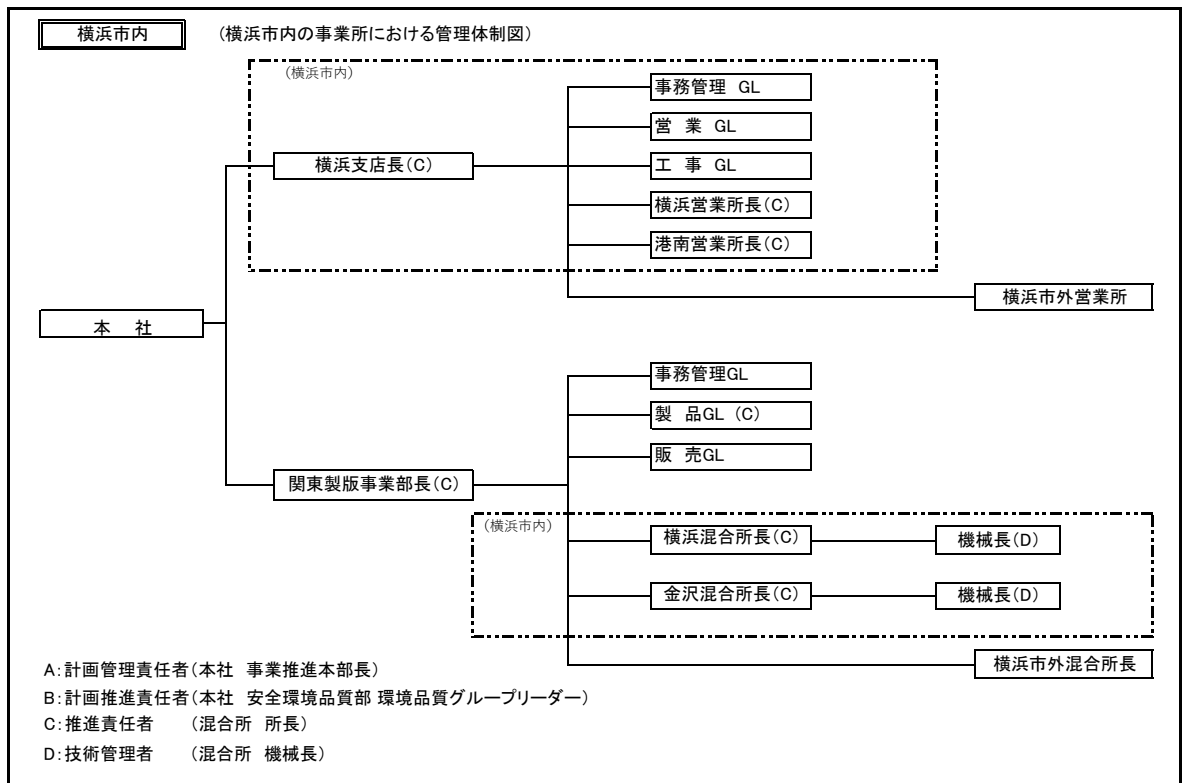 横浜市内 (横浜市内の事業所における管理体制図)
(横浜市内)
事務管理 GL
営 業 GL
横浜支店長(C)
工 事 GL
横浜営業所長(C)
港南営業所長(C)
横浜市外営業所
本 社
事務管理GL
製 品GL (C)
販 売GL
関東製版事業部長(C)
(横浜市内)
横浜混合所長(C) 機械長(D)
金沢混合所長(C) 機械長(D)
横浜市外混合所長
A:計画管理責任者(本社 事業推進本部長)
B:計画推進責任者(本社 安全環境品質部 環境品質グループリーダー)
C:推進責任者 (混合所 所長)
D:技術管理者 (混合所 機械長)